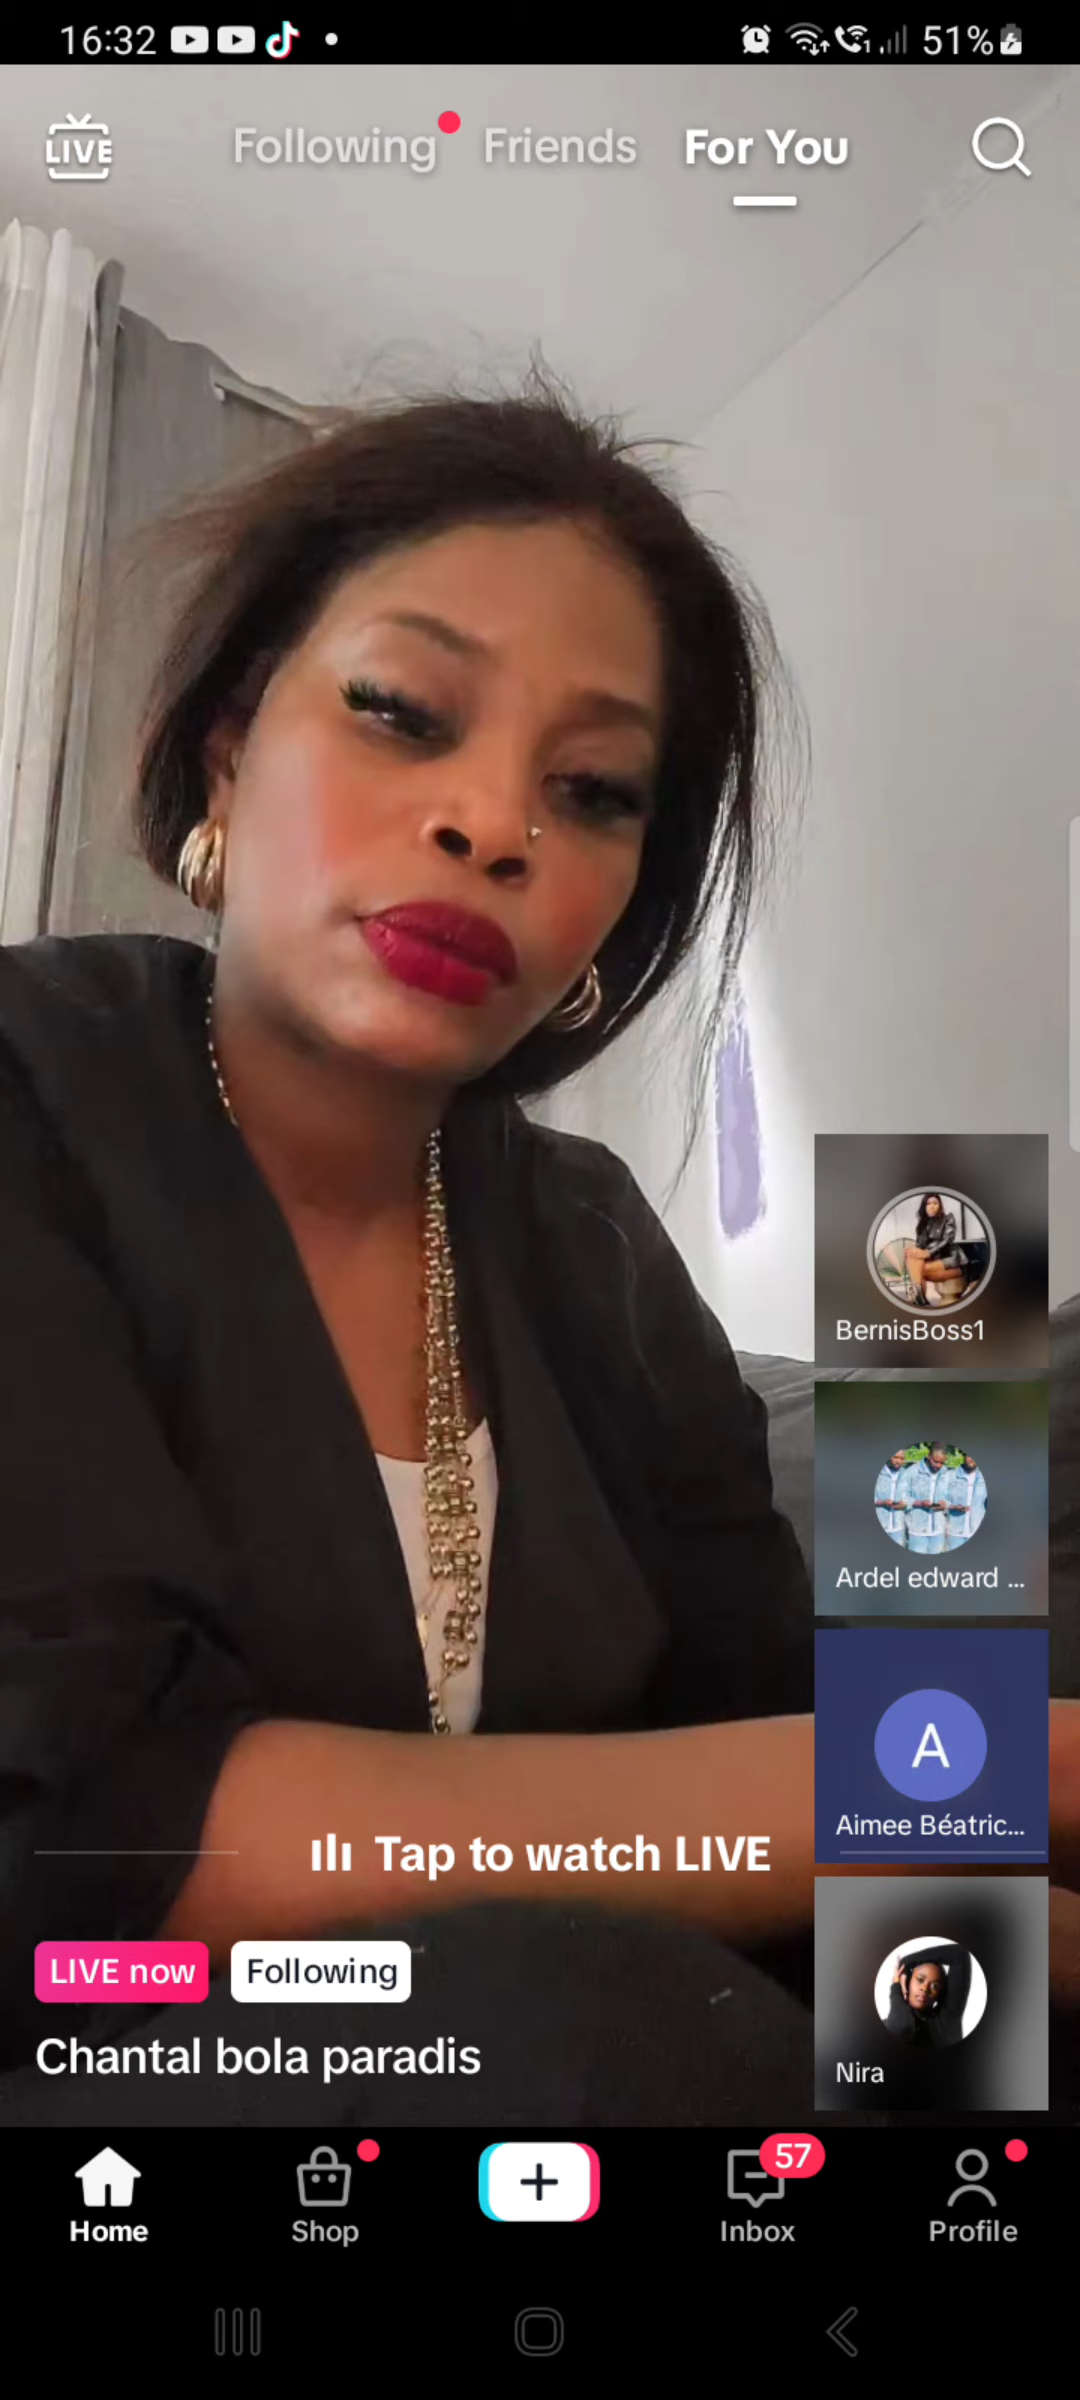 16:32
51%
LIVE
Following
Friends
For You
BernisBoss1
Ardel edward ...
A
Aimee Béatric...
Tap to watch LIVE
LIVE now
Following
Chantal bola paradis
Nira
Home
Shop
57
Inbox
Profile